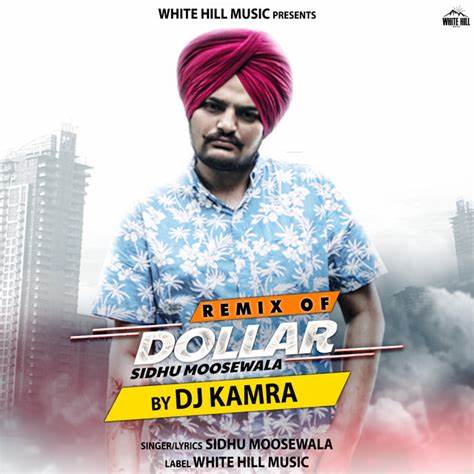 WHITE HILL MUSIC PRESENTS
WHITE HILL
REMIX OF
DOLLAR
SIDHU MOOSEWALA
BY DJ KAMRA
SINGER/LYRICS SIDHU MOOSEWALA
LABEL WHITE HILL MUSIC